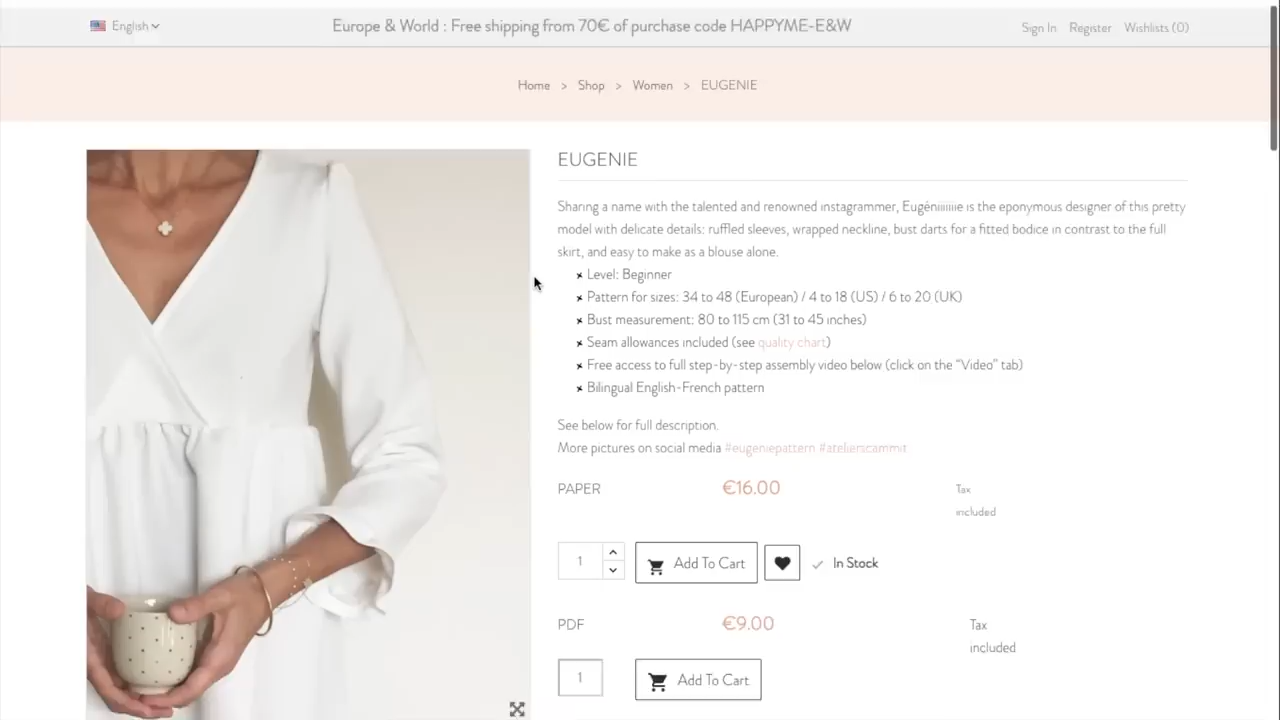 English
Europe & World : Free shipping from 70€ of purchase code HAPPYME-E&W
Sign In Register Wishlists (0)
Home > Shop > Women > EUGENIE
EUGENIE
Sharing a name with the talented and renowned instagrammer, Eugéniiiiiiie is the eponymous designer of this pretty
model with delicate details: ruffled sleeves, wrapped neckline, bust darts for a fitted bodice in contrast to the full
skirt, and easy to make as a blouse alone.
Level: Beginner
Pattern for sizes: 34 to 48 (European) / 4 to 18 (US) / 6 to 20 (UK)
Bust measurement: 80 to 115 cm (31 to 45 inches)
Seam allowances included (see quality chart)
Free access to full step-by-step assembly video below (click on the “Video” tab)
Bilingual English-French pattern
See below for full description.
More pictures on social media #eugeniepattern #atelierscammit
PAPER €16.00 Tax
included
1 Add To Cart In Stock
PDF €9.00 Tax
included
1 Add To Cart